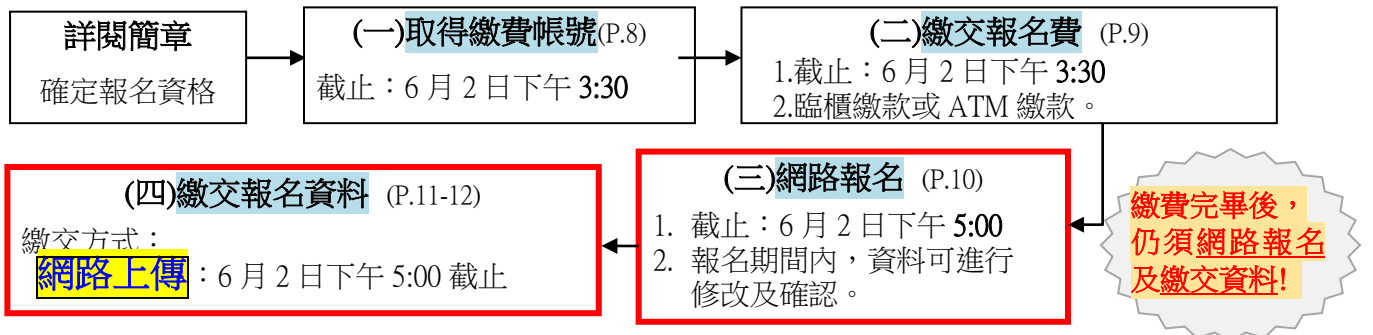 詳閱簡章
確定報名資格
(一)取得繳費帳號(P.8)
截止：6 月 2 日下午 3:30
(二)繳交報名費 (P.9)
1.截止：6 月 2 日下午 3:30
2.臨櫃繳款或 ATM 繳款。
(三)網路報名 (P.10)
1. 截止：6 月 2 日下午 5:00
2. 報名期間內，資料可進行
修改及確認。
繳費完畢後，
仍須網路報名
及繳交資料!
(四)繳交報名資料 (P.11-12)
繳交方式：
網路上傳：6 月 2 日下午 5:00 截止